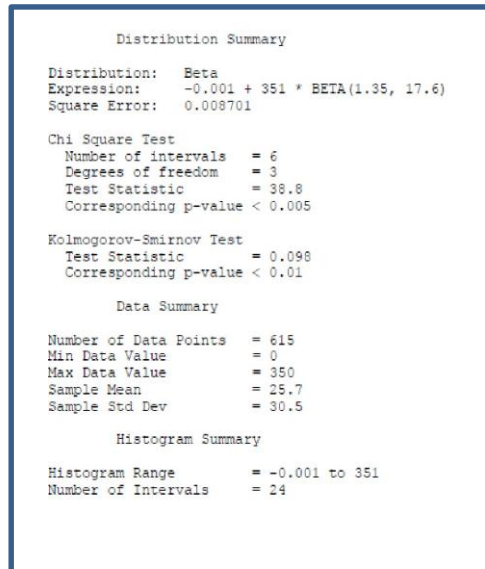 Distribution Summary
Distribution: Beta
Expression: -0.001 + 351 * BETA(1.35, 17.6)
Square Error: 0.008701
Chi Square Test
Number of intervals = 6
Degrees of freedom = 3
Test Statistic = 38.8
Corresponding p-value < 0.005
Kolmogorov-Smirnov Test
Test Statistic = 0.098
Corresponding p-value < 0.01
Data Summary
Number of Data Points = 615
Min Data Value = 0
Max Data Value = 350
Sample Mean = 25.7
Sample Std Dev = 30.5
Histogram Summary
Histogram Range = -0.001 to 351
Number of Intervals = 24